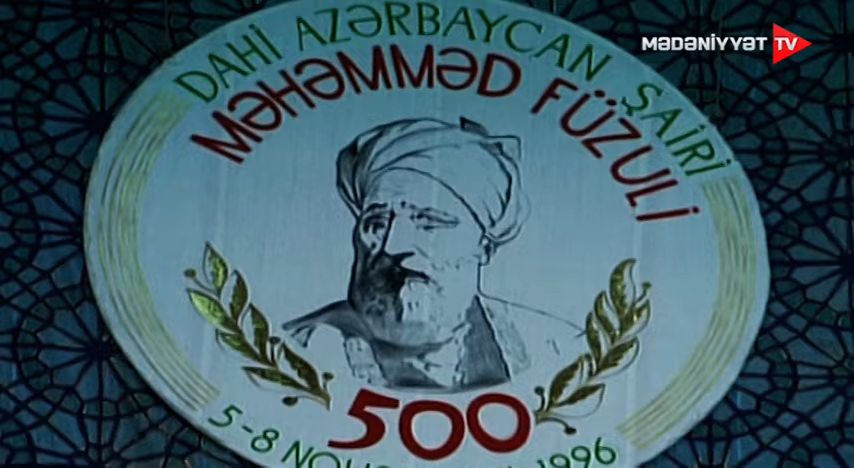 MƏDƏNİYYƏT TV
DAHİ AZƏRBAYCAN ŞAİRİ
MƏHƏMMƏD FÜZULİ
500
5-8 1996